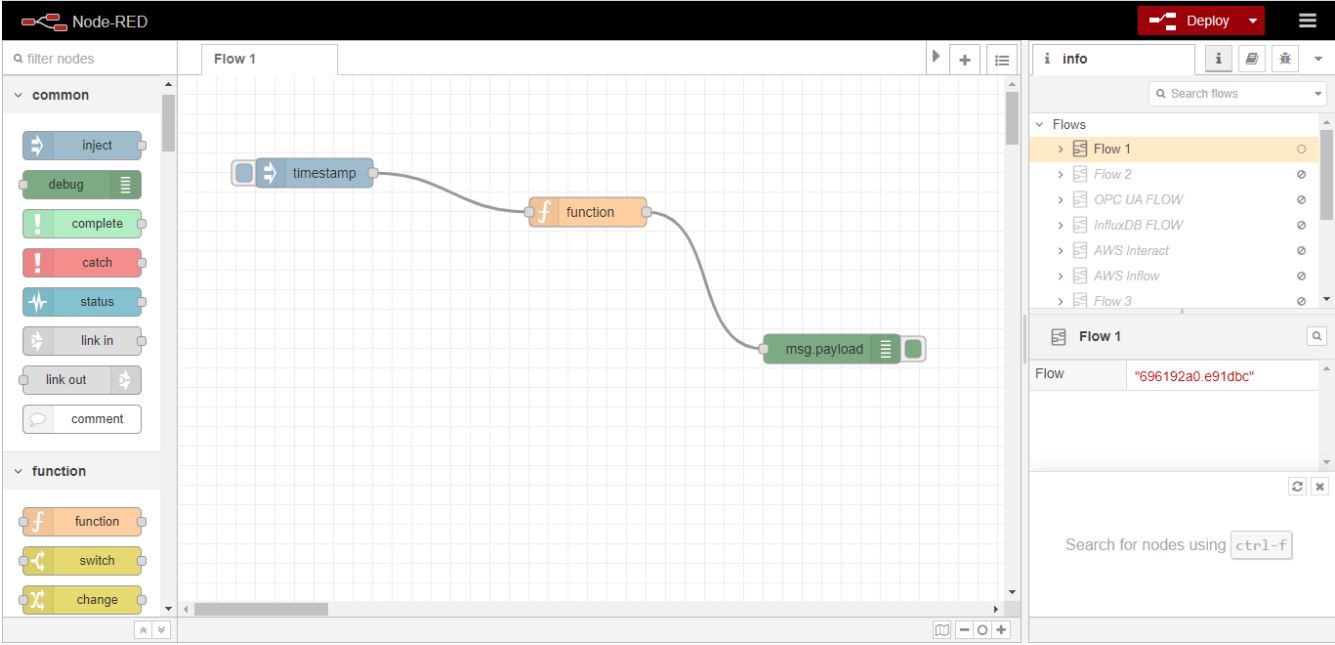 Node-RED
Deploy
filter nodes
Flow 1
info
Search flows
common
inject
debug
complete
catch
status
link in
link out
comment
function
function
switch
change
timestamp
function
msg.payload
Flows
Flow 1
Flow 2
OPC UA FLOW
InfluxDB FLOW
AWS Interact
AWS Inflow
Flow 3
Flow 1
Flow "696192a0.e91dbc"
Search for nodes using ctrl-f